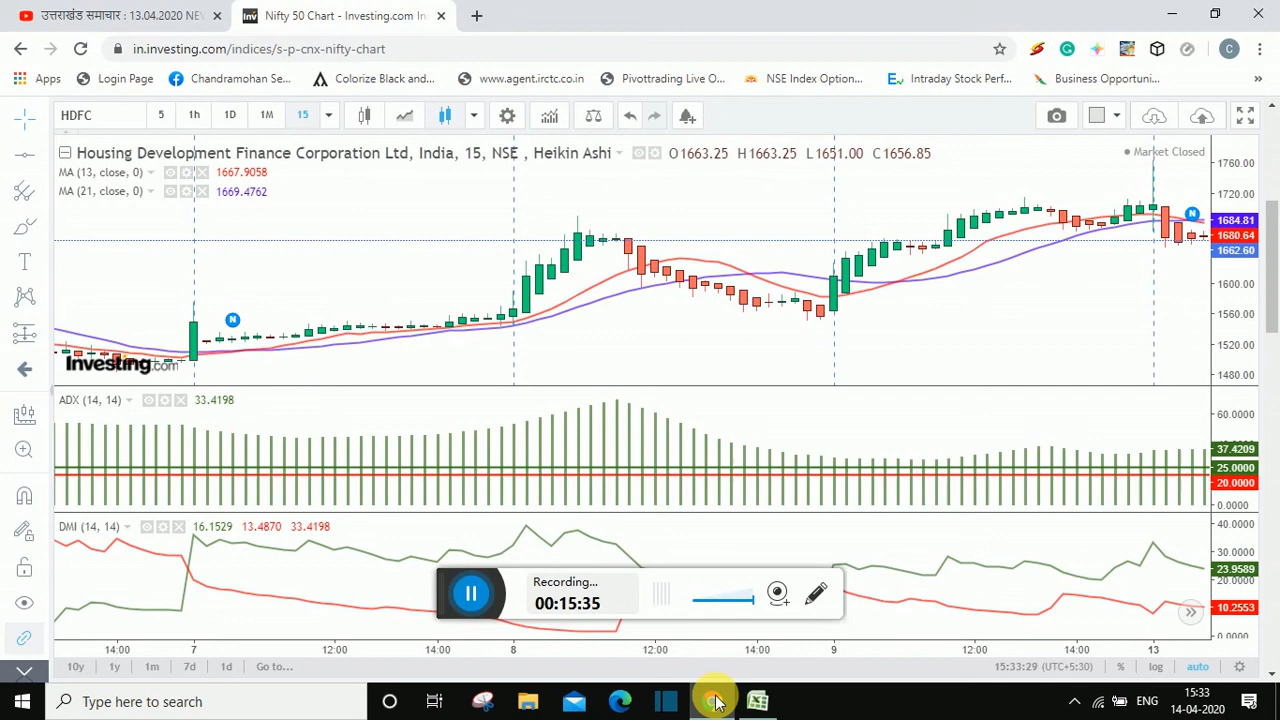 उत्तराखंड समाचार : 13.04.2020 NEV
Nifty 50 Chart - Investing.com Ind
in.investing.com/indices/s-p-cnx-nifty-chart
C
Apps
Login Page
Chandramohan Se...
Colorize Black and...
www.agent.irctc.co.in
Pivottrading Live C...
NSE Index Option...
Intraday Stock Perf...
Business Opportuni...
»
HDFC
5
1h
1D
1M
15
Housing Development Finance Corporation Ltd, India, 15, NSE , Heikin Ashi
O1663.25 H1663.25 L1651.00 C1656.85
Market Closed
MA (13, close, 0)
1667.9058
MA (21, close, 0)
1669.4762
N
N
1760.00
1720.00
1684.81
1680.64
1662.60
1600.00
1560.00
1520.00
1480.00
Investing.com
ADX (14, 14)
33.4198
60.0000
37.4209
25.0000
20.0000
0.0000
DMI (14, 14)
16.1529 13.4870 33.4198
40.0000
30.0000
23.9589
20.0000
10.2553
0.0000
Recording...
00:15:35
14:00
7
12:00
14:00
8
12:00
14:00
9
12:00
14:00
13
10y
1y
1m
7d
1d
Go to...
15:33:29 (UTC+5:30)
%
log
auto
Type here to search
ENG
15:33
14-04-2020